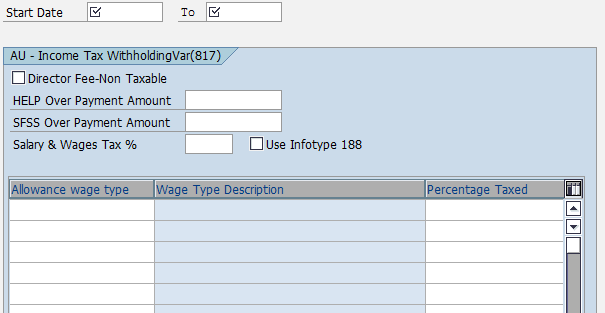 Start Date To
AU - Income Tax WithholdingVar(817)
Director Fee-Non Taxable
HELP Over Payment Amount
SFSS Over Payment Amount
Salary & Wages Tax % Use Infotype 188
Allowance wage type Wage Type Description Percentage Taxed